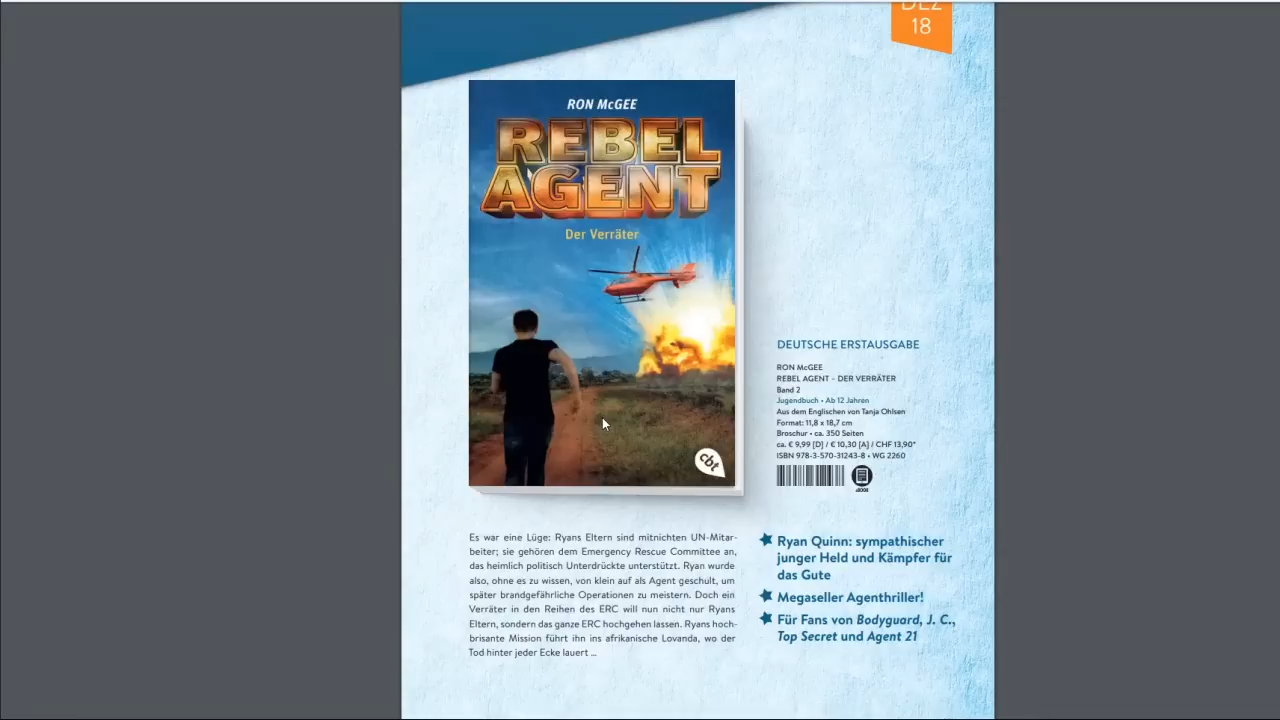 DEZ
18
RON McGEE
REBEL
AGENT
Der Verräter
cbt
DEUTSCHE ERSTAUSGABE
RON McGEE
REBEL AGENT – DER VERRÄTER
Band 2
Jugendbuch • Ab 12 Jahren
Aus dem Englischen von Tanja Ohlsen
Format: 11,8 x 18,7 cm
Broschur • ca. 350 Seiten
ca. € 9,99 [D] / € 10,30 [A] / CHF 13,90*
ISBN 978-3-570-31243-8 • WG 2260
eBOOK
Es war eine Lüge: Ryans Eltern sind mitnichten UN-Mitar-
beiter; sie gehören dem Emergency Rescue Committee an,
das heimlich politisch Unterdrückte unterstützt. Ryan wurde
also, ohne es zu wissen, von klein auf als Agent geschult, um
später brandgefährliche Operationen zu meistern. Doch ein
Verräter in den Reihen des ERC will nun nicht nur Ryans
Eltern, sondern das ganze ERC hochgehen lassen. Ryans hoch-
brisante Mission führt ihn ins afrikanische Lovanda, wo der
Tod hinter jeder Ecke lauert ...
Ryan Quinn: sympathischer
junger Held und Kämpfer für
das Gute
Megaseller Agenthriller!
Für Fans von Bodyguard, J. C.,
Top Secret und Agent 21